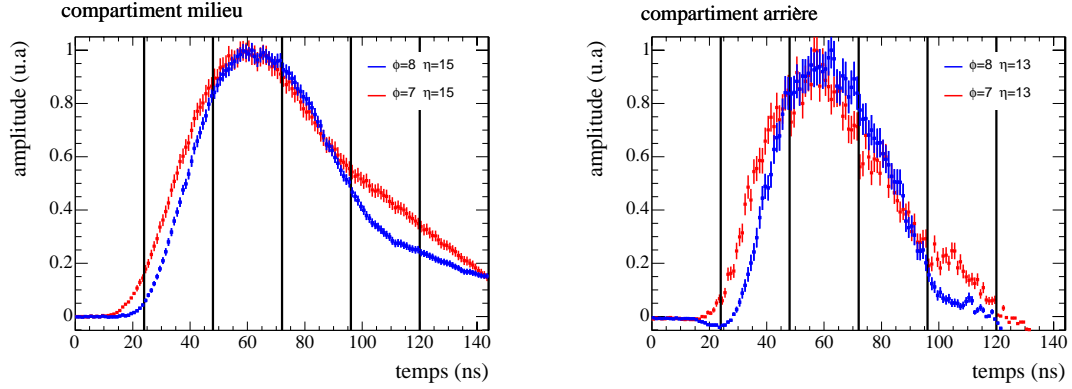 compartiment milieu
amplitude (u.a)
1
0.8
0.6
0.4
0.2
0
ϕ=8 η=15
ϕ=7 η=15
0 20 40 60 80 100 120 140
temps (ns)
compartiment arrière
amplitude (u.a)
1
0.8
0.6
0.4
0.2
0
ϕ=8 η=13
ϕ=7 η=13
0 20 40 60 80 100 120 140
temps (ns)